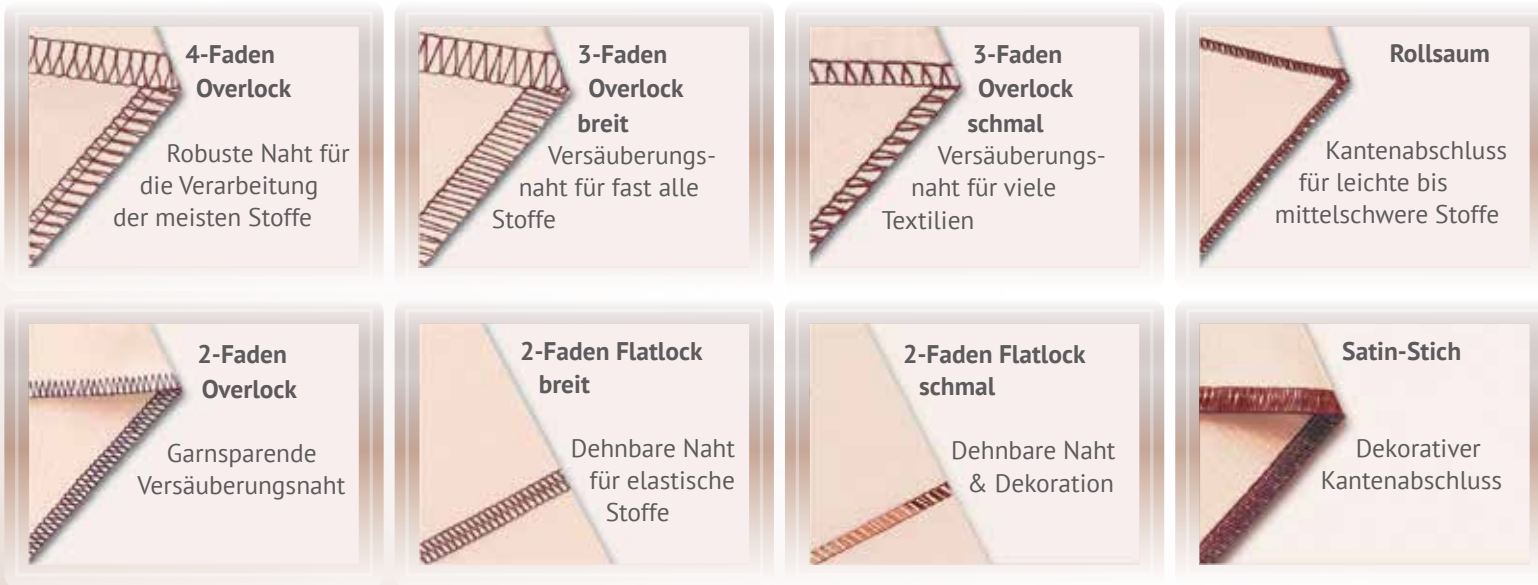 4-Faden
Overlock
Robuste Naht für
die Verarbeitung
der meisten Stoffe
3-Faden
Overlock
breit
Versäuberungs-
naht für fast alle
Stoffe
3-Faden
Overlock
schmal
Versäuberungs-
naht für viele
Textilien
Rollsaum
Kantenabschluss
für leichte bis
mittelschwere Stoffe
2-Faden
Overlock
Garnsparende
Versäuberungsnaht
2-Faden Flatlock
breit
Dehnbare Naht
für elastische
Stoffe
2-Faden Flatlock
schmal
Dehnbare Naht
& Dekoration
Satin-Stich
Dekorativer
Kantenabschluss